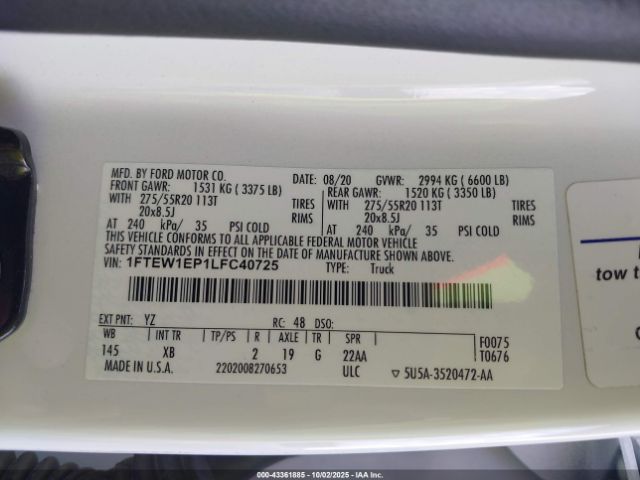 MFD. BY FORD MOTOR CO. DATE: 08/20 GVWR: 2994 KG ( 6600 LB)
FRONT GAWR: 1531 KG ( 3375 LB) REAR GAWR: 1520 KG ( 3350 LB)
WITH 275/55R20 113T TIRES WITH 275/55R20 113T TIRES
20x8.5J RIMS 20x8.5J RIMS
AT 240 kPa/ 35 PSI COLD AT 240 kPa/ 35 PSI COLD
THIS VEHICLE CONFORMS TO ALL APPLICABLE FEDERAL MOTOR VEHICLE
SAFETY STANDARDS IN EFFECT ON THE DATE OF MANUFACTURE SHOWN ABOVE.
VIN: 1FTEW1EP1LFC40725 TYPE: Truck
EXT PNT: YZ RC: 48 DSO:
WB INT TR TP/PS R AXLE TR SPR F0075
145 XB 2 19 G 22AA T0676
MADE IN U.S.A. 2202008270653 ULC ▽ 5U5A-3520472-AA
tow t
000-43361885 - 10/02/2025 - IAAI.COM